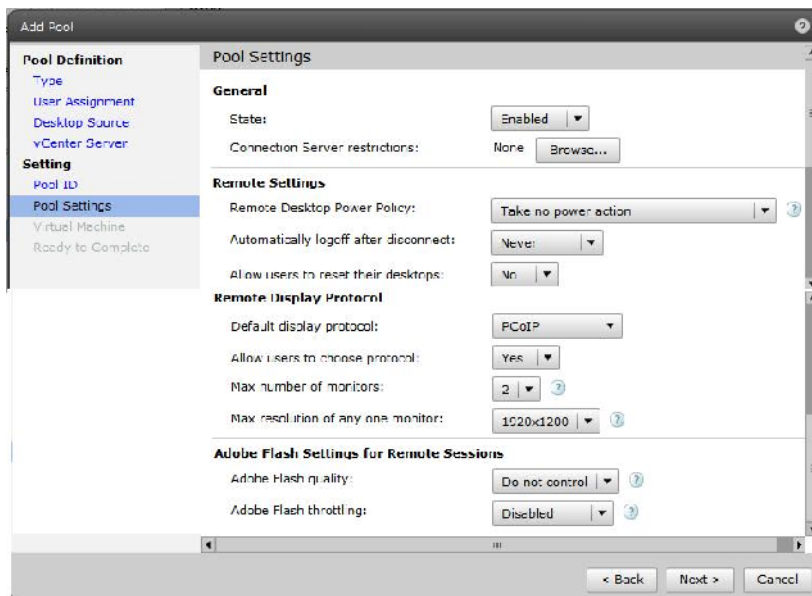 Add Pool
?
Pool Definition
Type
User Assignment
Desktop Source
vCenter Server
Setting
Pool ID
Pool Settings
Virtual Machine
Ready to Complete
Pool Settings
General
State: Enabled
Connection Server restrictions: None Browse...
Remote Settings
Remote Desktop Power Policy: Take no power action ?
Automatically logoff after disconnect: Never
Allow users to reset their desktops: No
Remote Display Protocol
Default display protocol: PCoIP
Allow users to choose protocol: Yes
Max number of monitors: 2 ?
Max resolution of any one monitor: 1920x1200 ?
Adobe Flash Settings for Remote Sessions
Adobe Flash quality: Do not control ?
Adobe Flash throttling: Disabled ?
< Back Next > Cancel